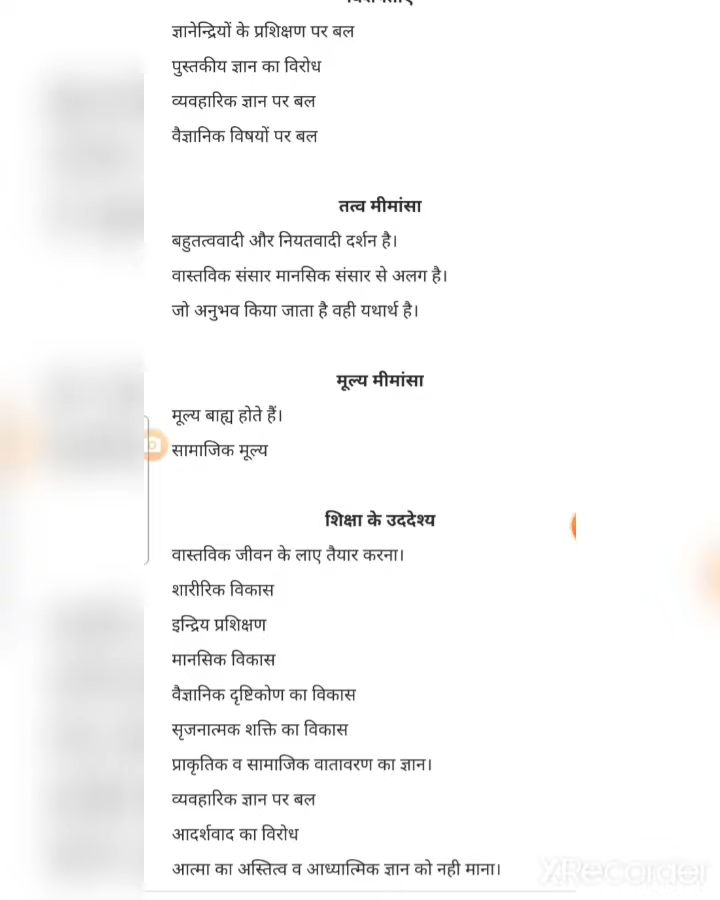 ज्ञानेन्द्रियों के प्रशिक्षण पर बल
पुस्तकीय ज्ञान का विरोध
व्यवहारिक ज्ञान पर बल
वैज्ञानिक विषयों पर बल
तत्व मीमांसा
बहुतत्ववादी और नियतवादी दर्शन है।
वास्तविक संसार मानसिक संसार से अलग है।
जो अनुभव किया जाता है वही यथार्थ है।
मूल्य मीमांसा
मूल्य बाह्य होते हैं।
सामाजिक मूल्य
शिक्षा के उददेश्य
वास्तविक जीवन के लाए तैयार करना।
शारीरिक विकास
इन्द्रिय प्रशिक्षण
मानसिक विकास
वैज्ञानिक दृष्टिकोण का विकास
सृजनात्मक शक्ति का विकास
प्राकृतिक व सामाजिक वातावरण का ज्ञान।
व्यवहारिक ज्ञान पर बल
आदर्शवाद का विरोध
आत्मा का अस्तित्व व आध्यात्मिक ज्ञान को नही माना।
XRecorder